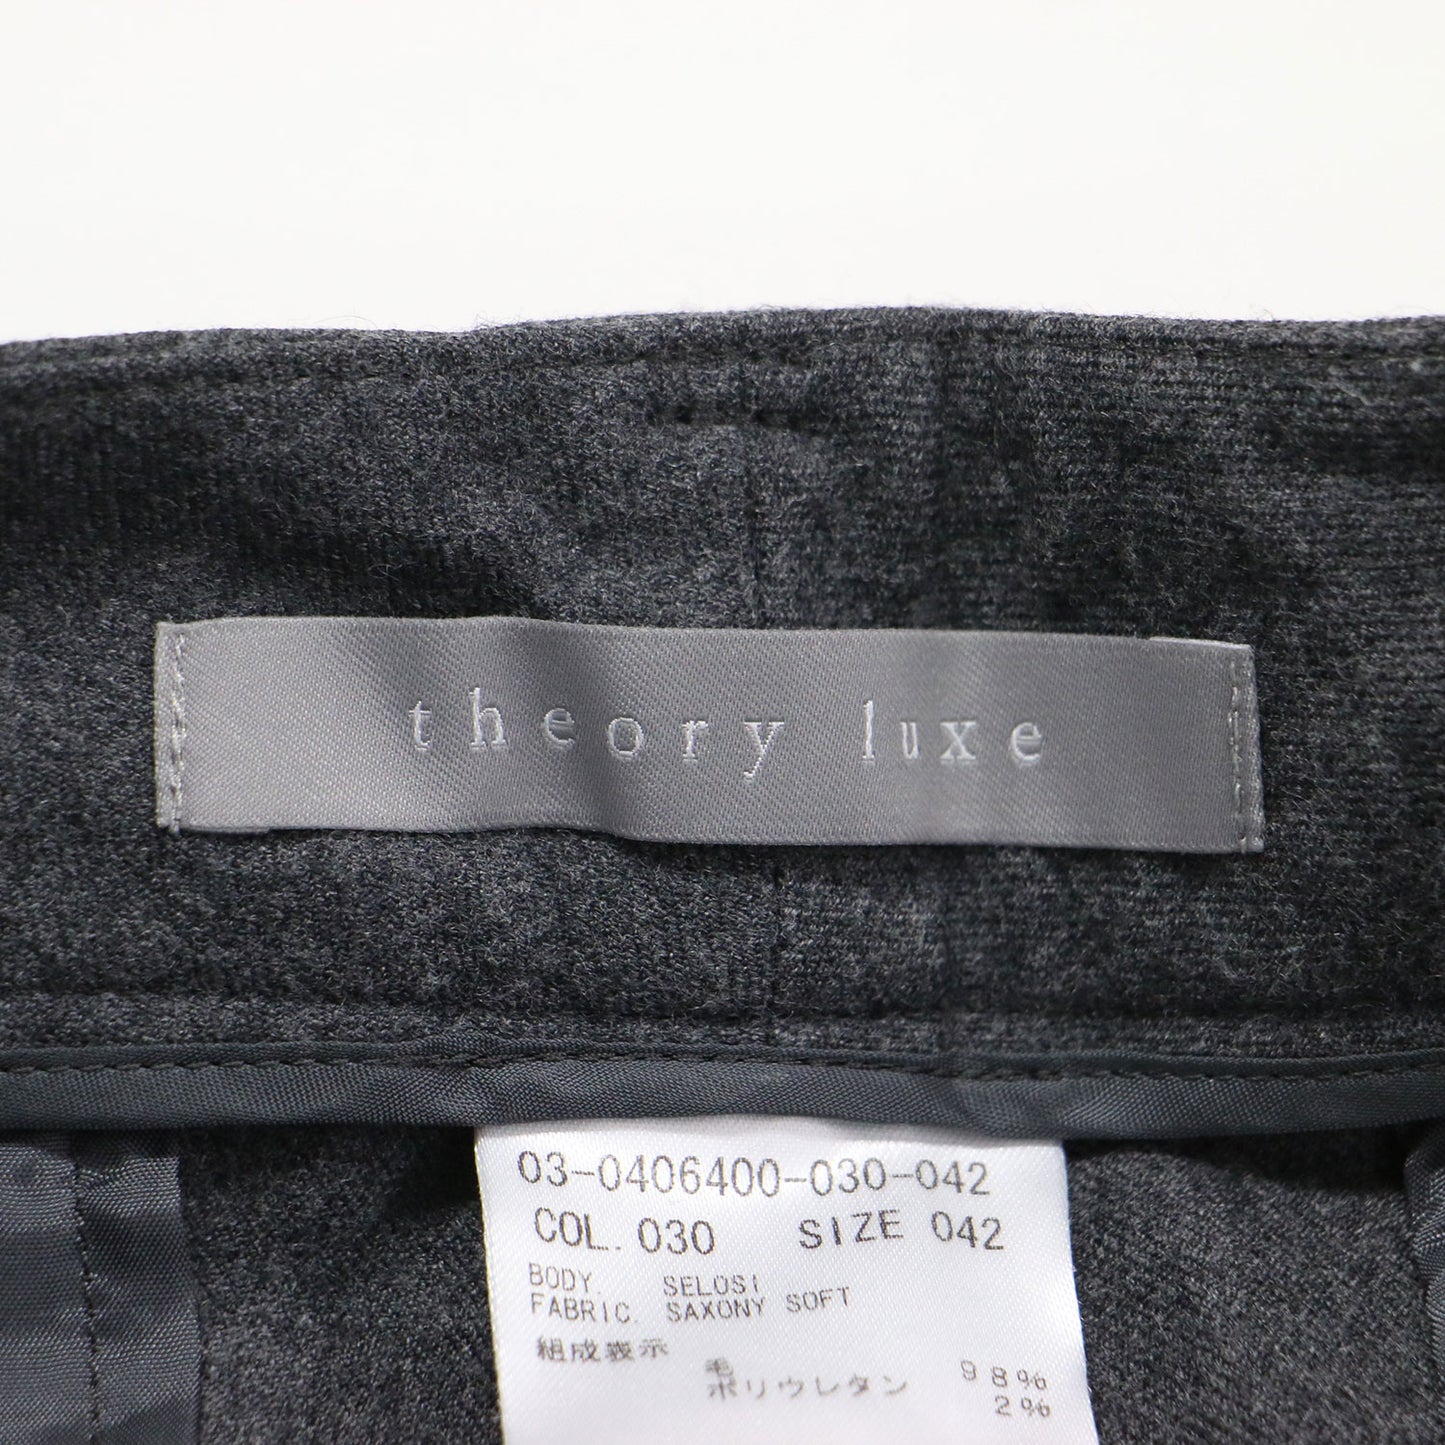 theory luxe
03-0406400-030-042
COL. 030 SIZE 042
BODY. SELOSI
FABRIC. SAXONY SOFT
組成表示
毛 98%
ポリウレタン 2%